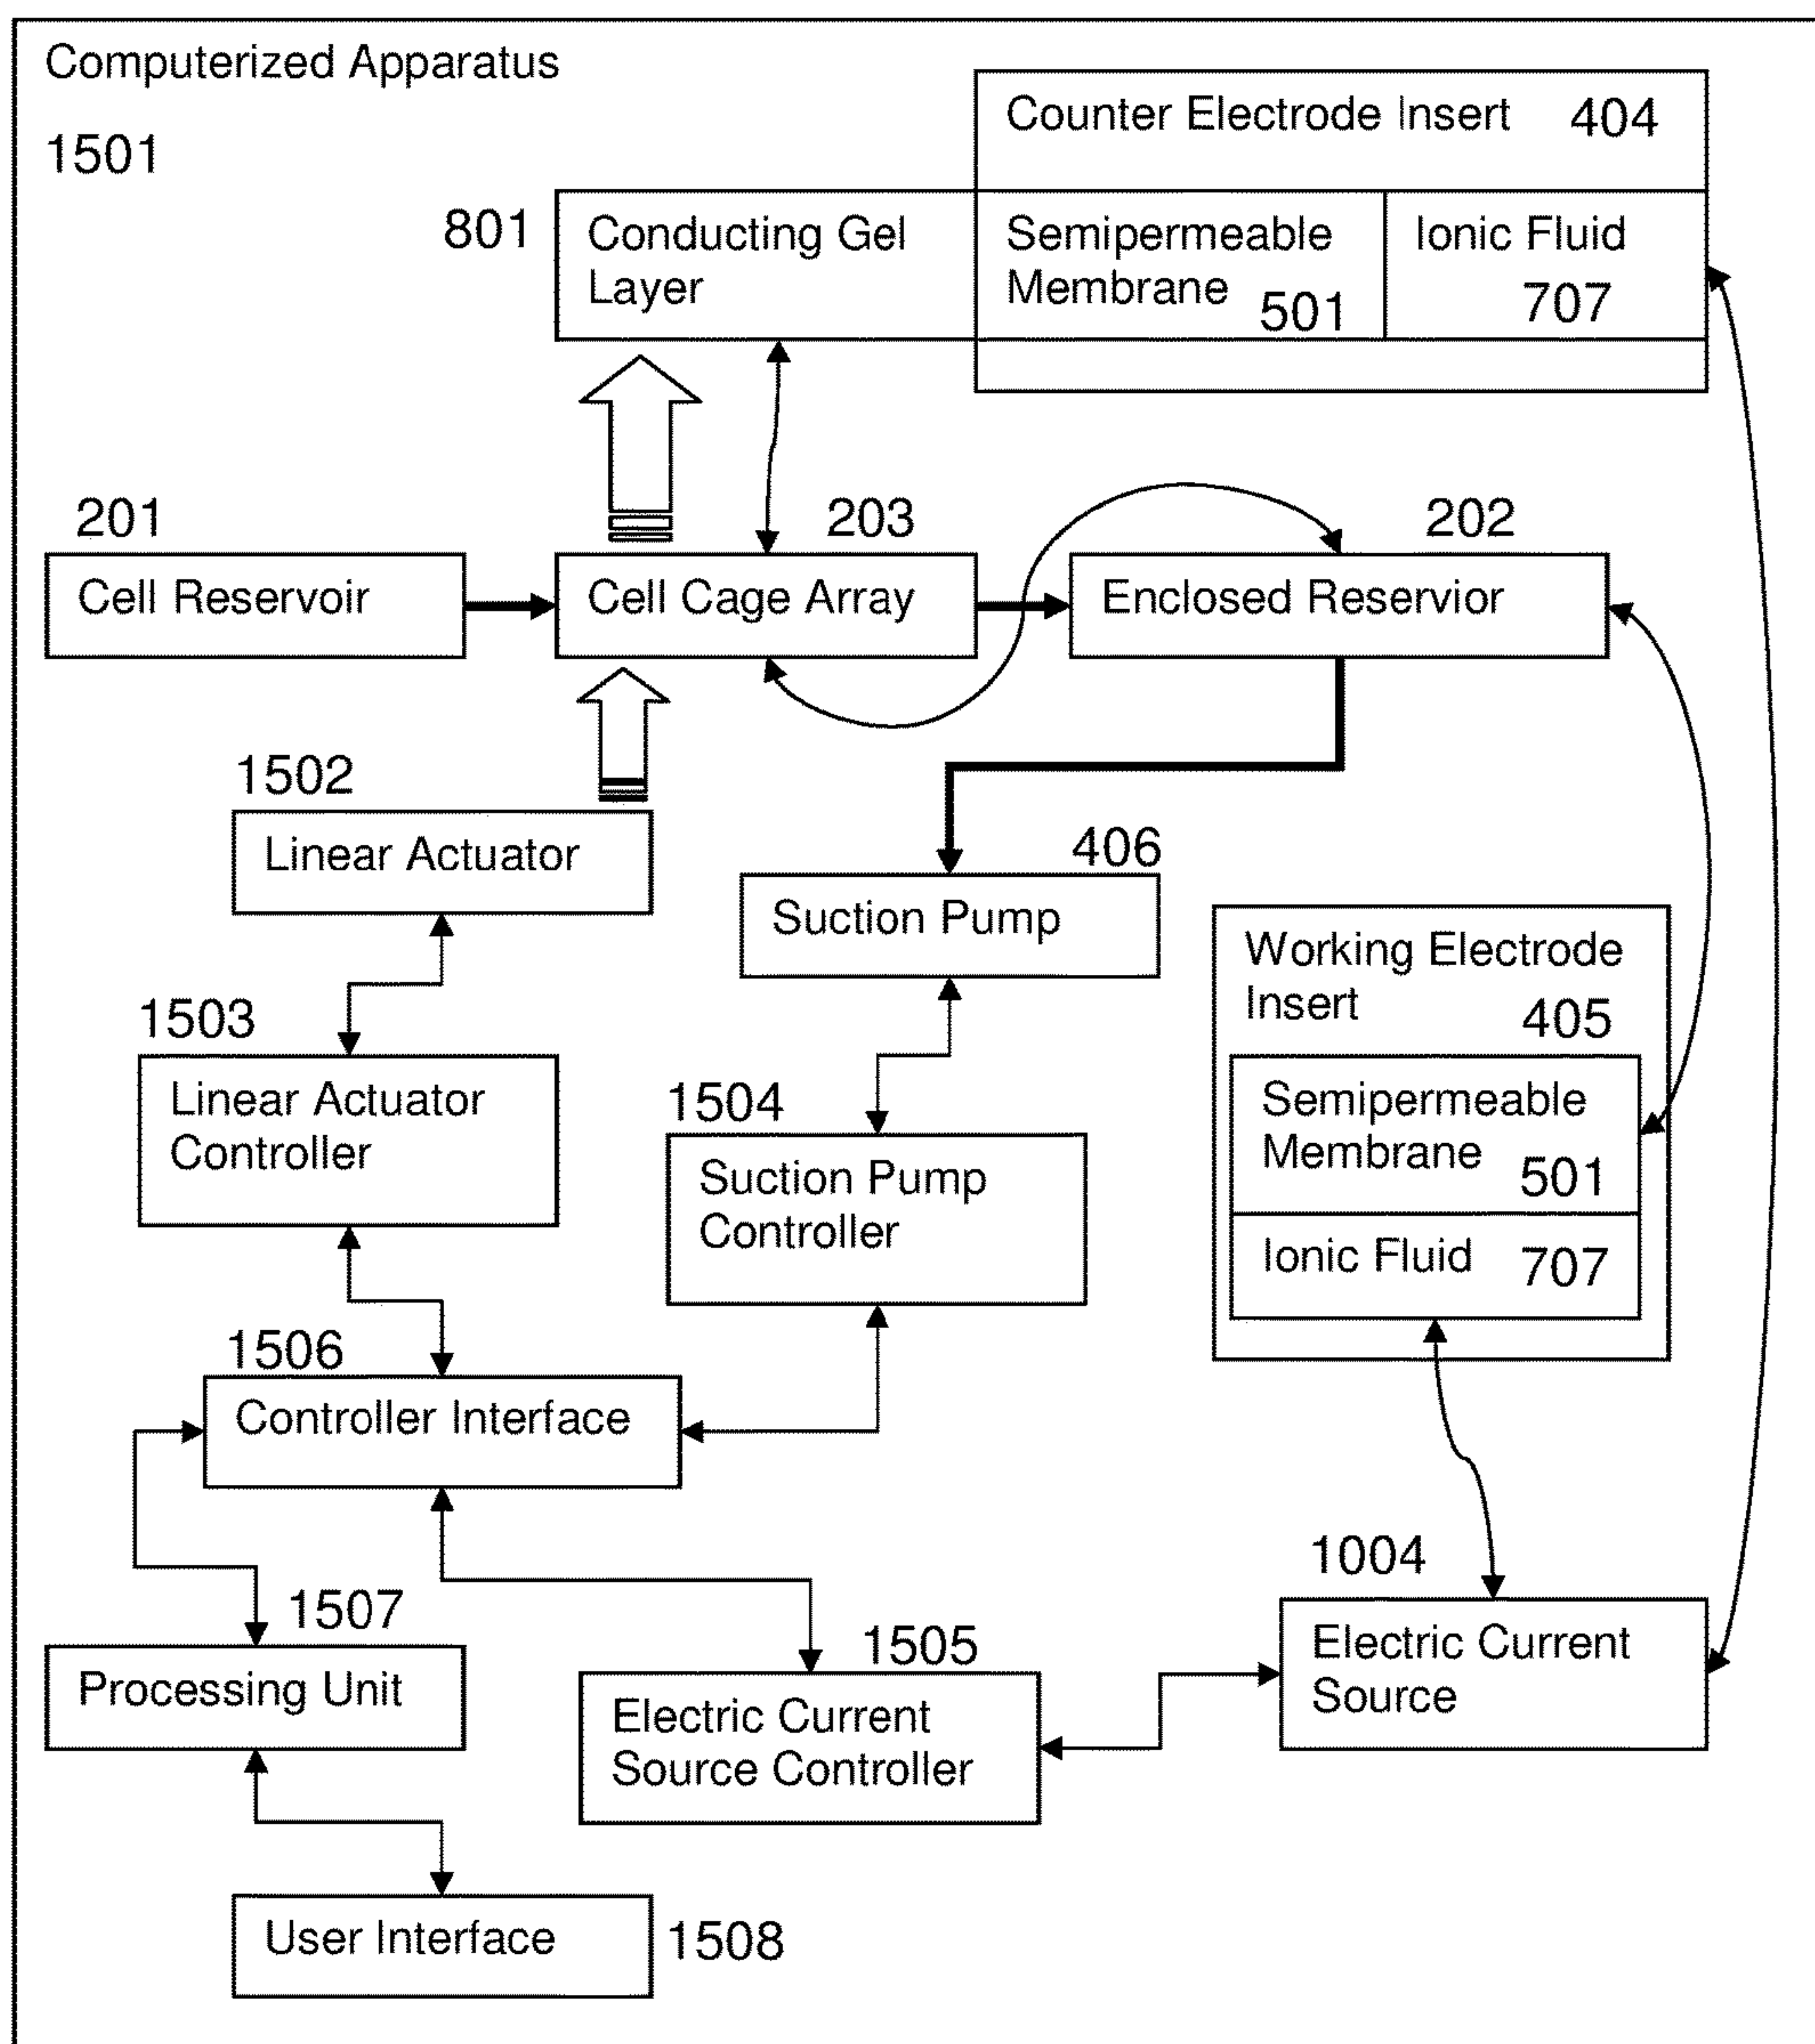 Computerized Apparatus
1501
Counter Electrode Insert 404
801
Conducting Gel
Layer
Semipermeable
Membrane 501
Ionic Fluid
707
201
203
202
Cell Reservoir
Cell Cage Array
Enclosed Reservior
1502
Linear Actuator
406
Suction Pump
Working Electrode
Insert 405
1503
Linear Actuator
Controller
1504
Suction Pump
Controller
Semipermeable
Membrane 501
Ionic Fluid 707
1506
Controller Interface
1004
Electric Current
Source
1507
Processing Unit
1505
Electric Current
Source Controller
User Interface 1508